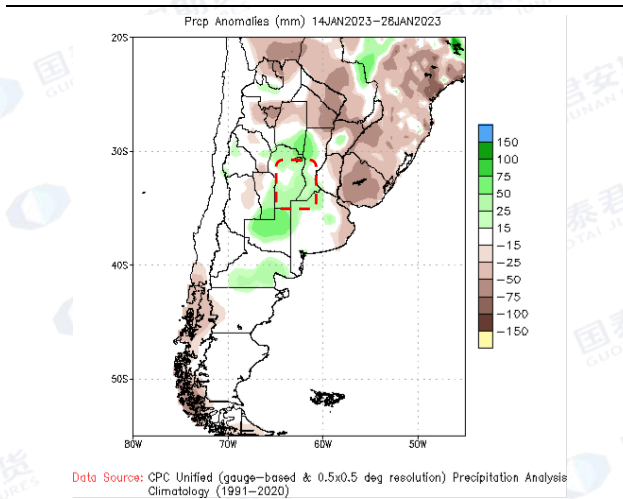 Prcp Anomalies (mm) 14JAN2023–28JAN2023
20S
30S
40S
50S
80W
70W
60W
50W
150
100
75
50
25
15
−15
−25
−50
−75
−100
−150
Data Source: CPC Unified (gauge-based & 0.5x0.5 deg resolution) Precipitation Analysis
Climatology (1991–2020)